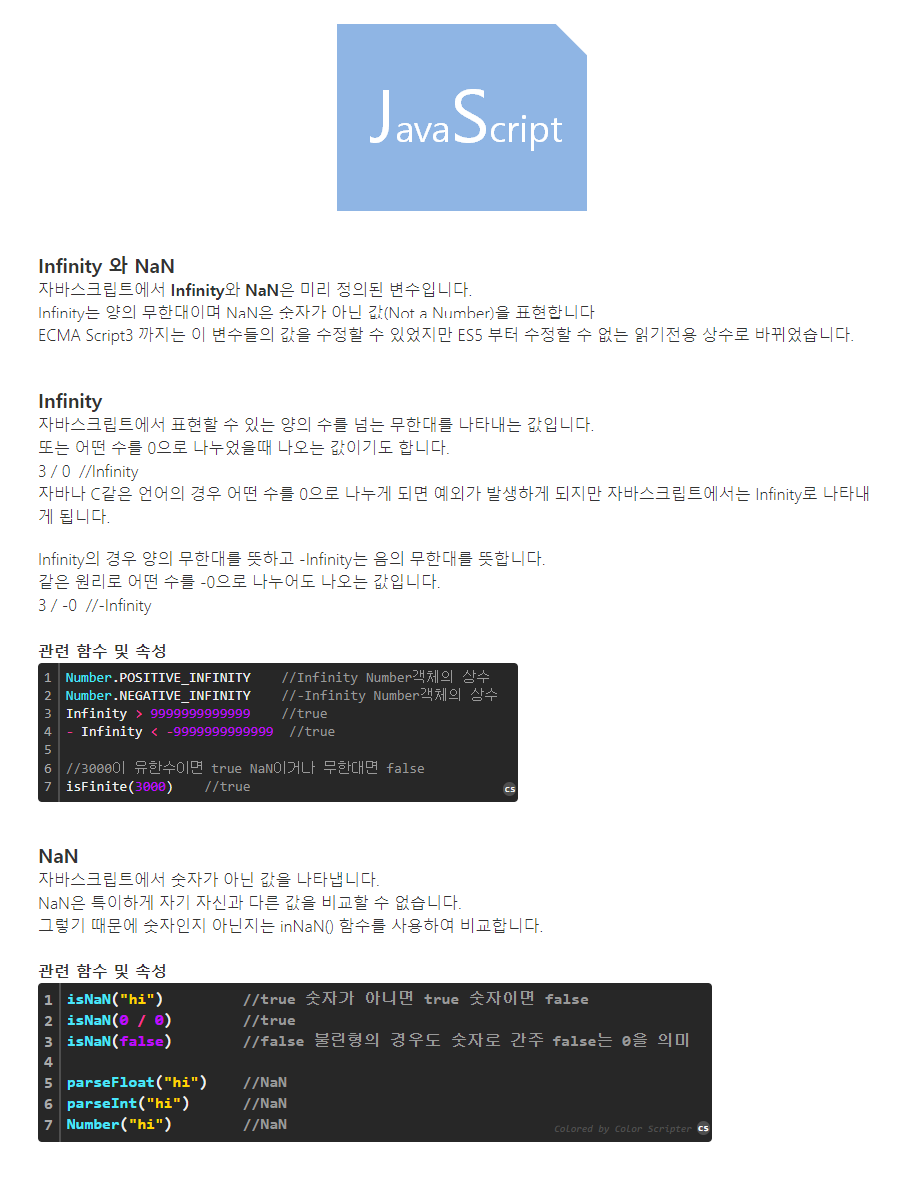 JavaScript
Infinity 와 NaN
자바스크립트에서 Infinity와 NaN은 미리 정의된 변수입니다.
Infinity는 양의 무한대이며 NaN은 숫자가 아닌 값(Not a Number)을 표현합니다
ECMA Script3 까지는 이 변수들의 값을 수정할 수 있었지만 ES5 부터 수정할 수 없는 읽기전용 상수로 바뀌었습니다.
Infinity
자바스크립트에서 표현할 수 있는 양의 수를 넘는 무한대를 나타내는 값입니다.
또는 어떤 수를 0으로 나누었을때 나오는 값이기도 합니다.
3 / 0  //Infinity
자바나 C같은 언어의 경우 어떤 수를 0으로 나누게 되면 예외가 발생하게 되지만 자바스크립트에서는 Infinity로 나타내
게 됩니다.
Infinity의 경우 양의 무한대를 뜻하고 -Infinity는 음의 무한대를 뜻합니다.
같은 원리로 어떤 수를 -0으로 나누어도 나오는 값입니다.
3 / -0  //-Infinity
관련 함수 및 속성
1 Number.POSITIVE_INFINITY    //Infinity Number객체의 상수
2 Number.NEGATIVE_INFINITY    //-Infinity Number객체의 상수
3 Infinity > 9999999999999    //true
4 - Infinity < -9999999999999  //true
5
6 //3000이 유한수이면 true NaN이거나 무한대면 false
7 isFinite(3000)    //true
cs
NaN
자바스크립트에서 숫자가 아닌 값을 나타냅니다.
NaN은 특이하게 자기 자신과 다른 값을 비교할 수 없습니다.
그렇기 때문에 숫자인지 아닌지는 inNaN() 함수를 사용하여 비교합니다.
관련 함수 및 속성
1 isNaN("hi")         //true 숫자가 아니면 true 숫자이면 false
2 isNaN(0 / 0)        //true
3 isNaN(false)        //false 불린형의 경우도 숫자로 간주 false는 0을 의미
4
5 parseFloat("hi")    //NaN
6 parseInt("hi")      //NaN
7 Number("hi")        //NaN
Colored by Color Scripter cs